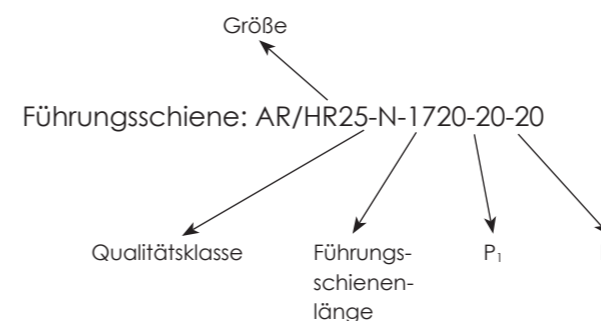 Größe
Führungsschiene: AR/HR25-N-1720-20-20
Qualitätsklasse
Führungs-
schienen-
länge
P₁